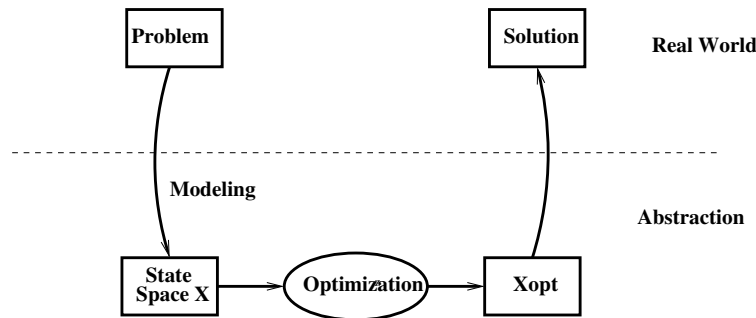 Problem
Solution
Real World
Modeling
Abstraction
State
Space X
Optimization
Xopt